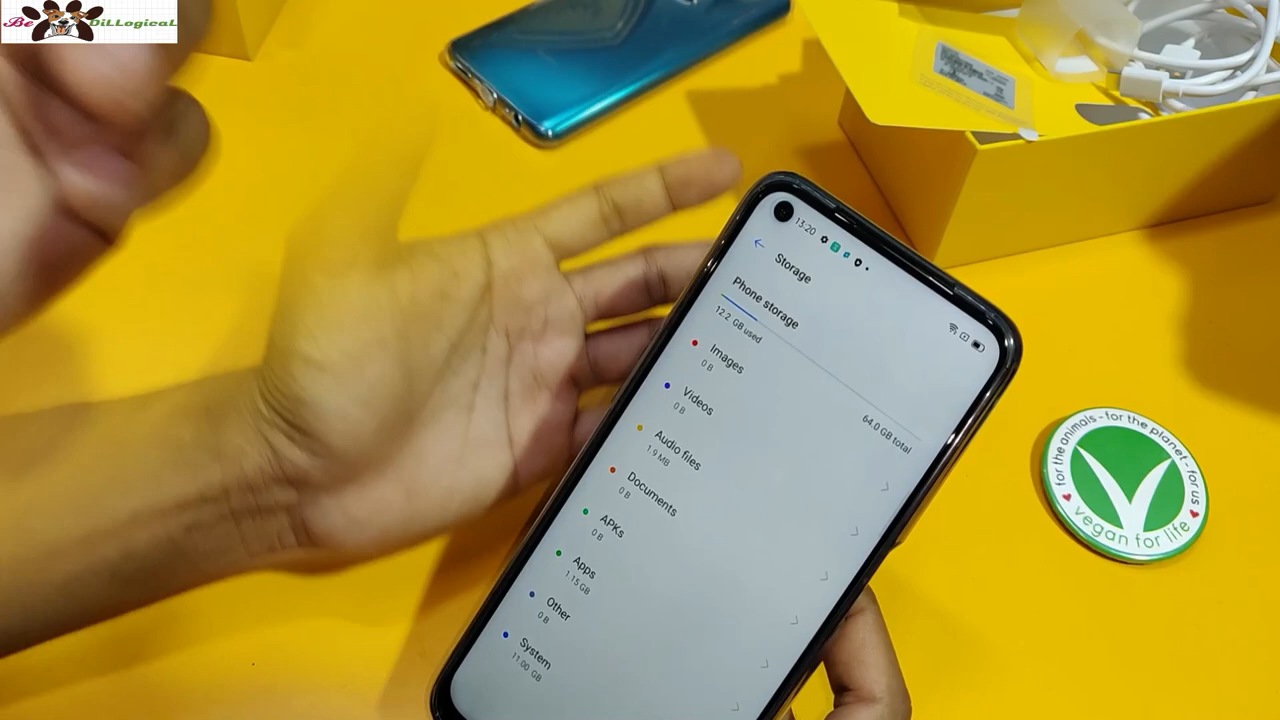 Be DiLLogical
13:20
Storage
Phone storage
12.2 GB used
64.0 GB total
Images
0 B
Videos
0 B
Audio files
1.9 MB
Documents
0 B
APKs
0 B
Apps
1.15 GB
Other
0 B
System
11.00 GB
for the animals - for the planet - for us
vegan for life